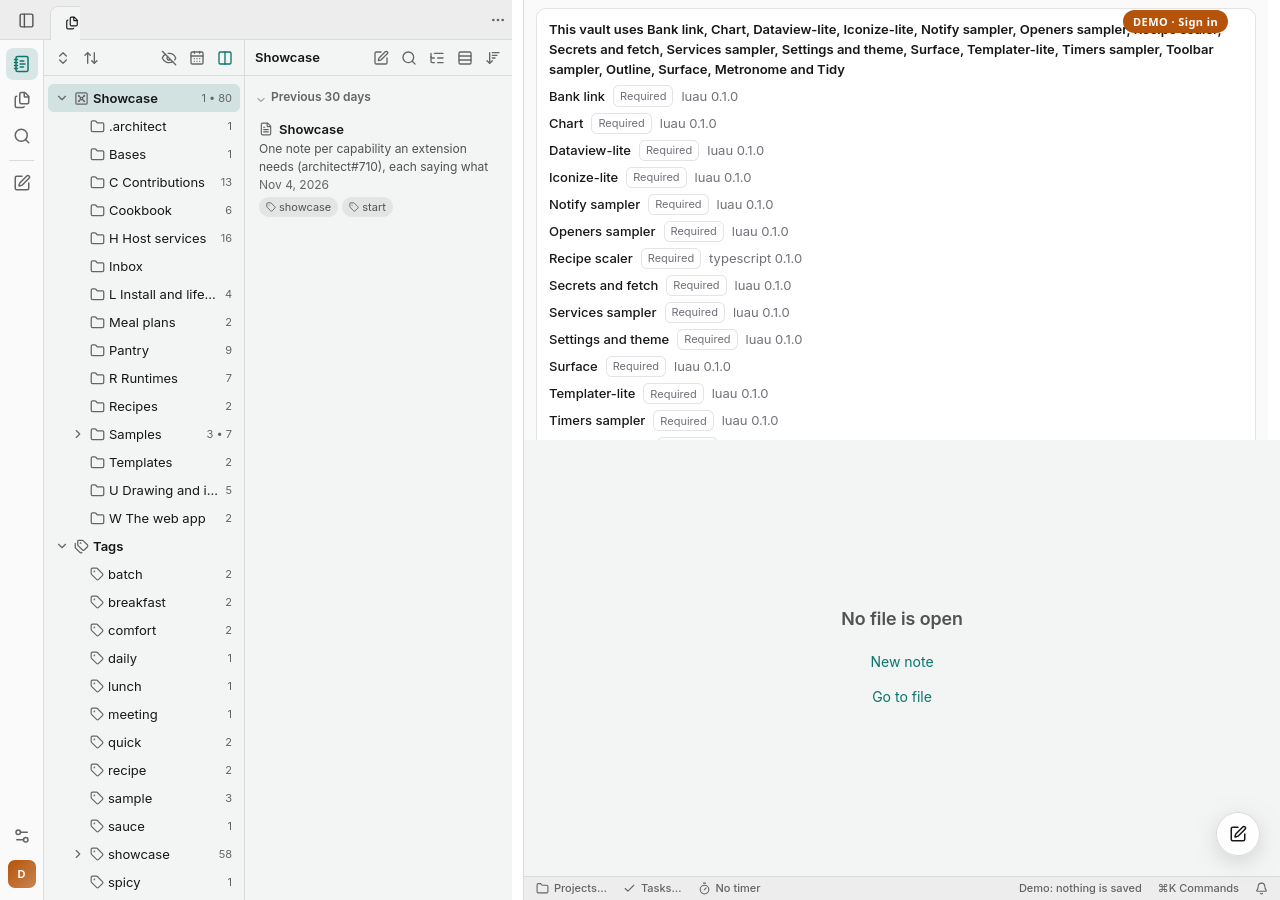 Showcase
Showcase 1 • 80
.architect 1
Bases 1
C Contributions 13
Cookbook 6
H Host services 16
Inbox
L Install and life... 4
Meal plans 2
Pantry 9
R Runtimes 7
Recipes 2
Samples 3 • 7
Templates 2
U Drawing and i... 5
W The web app 2
Tags
batch 2
breakfast 2
comfort 2
daily 1
lunch 1
meeting 1
quick 2
recipe 2
sample 3
sauce 1
showcase 58
spicy 1
D
Previous 30 days
Showcase
One note per capability an extension
needs (architect#710), each saying what
Nov 4, 2026
showcase start
DEMO · Sign in
This vault uses Bank link, Chart, Dataview-lite, Iconize-lite, Notify sampler, Openers sampler,
Secrets and fetch, Services sampler, Settings and theme, Surface, Templater-lite, Timers sampler, Toolbar
sampler, Outline, Surface, Metronome and Tidy
Bank link Required luau 0.1.0
Chart Required luau 0.1.0
Dataview-lite Required luau 0.1.0
Iconize-lite Required luau 0.1.0
Notify sampler Required luau 0.1.0
Openers sampler Required luau 0.1.0
Recipe scaler Required typescript 0.1.0
Secrets and fetch Required luau 0.1.0
Services sampler Required luau 0.1.0
Settings and theme Required luau 0.1.0
Surface Required luau 0.1.0
Templater-lite Required luau 0.1.0
Timers sampler Required luau 0.1.0
No file is open
New note
Go to file
Projects... Tasks... No timer Demo: nothing is saved ⌘K Commands